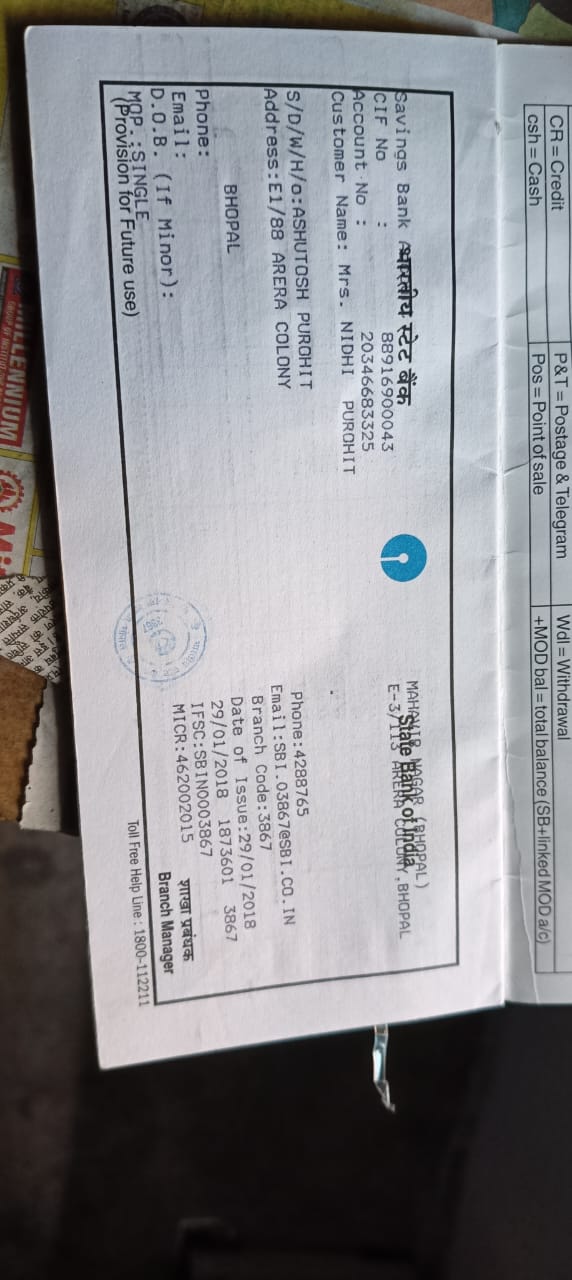 CR = Credit
P&T = Postage & Telegram
Wdl = Withdrawal
csh = Cash
Pos = Point of sale
+MOD bal = total balance (SB+linked MOD a/c)
Savings Bank
भारतीय स्टेट बैंक
MAHAVIR NAGAR (BHOPAL)
State Bank of India
E-3/113 ARERA COLONY,BHOPAL
CIF No : 88916900043
Account No : 20346683325
Customer Name: Mrs. NIDHI PUROHIT
S/D/W/H/o:ASHUTOSH PUROHIT
Address:E1/88 ARERA COLONY
BHOPAL
Phone:
Email:
D.O.B. (If Minor):
MOP.:SINGLE
(Provision for Future use)
Phone:4288765
Email:SBI.03867@SBI.CO.IN
Branch Code:3867
Date of Issue:29/01/2018
29/01/2018 1873601 3867
IFSC:SBIN0003867
MICR:462002015
शाखा प्रबंधक
Branch Manager
Toll Free Help Line : 1800-112211
MILLENNIUM